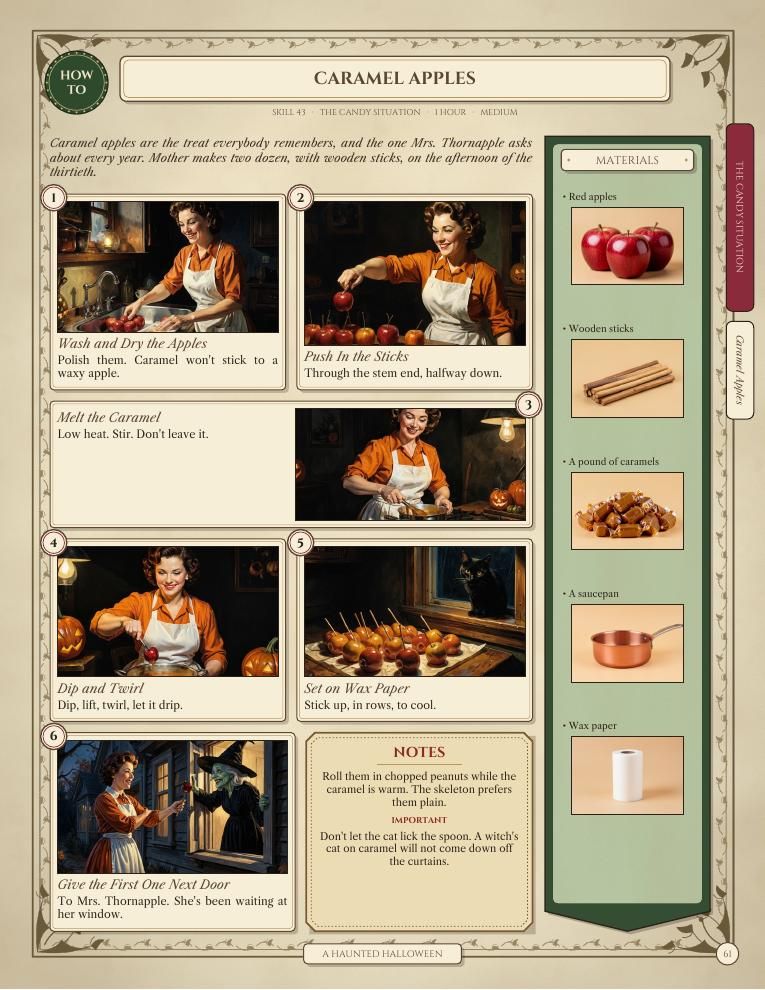 HOW
TO
CARAMEL APPLES
SKILL 43 · THE CANDY SITUATION · 1 HOUR · MEDIUM
Caramel apples are the treat everybody remembers, and the one Mrs. Thornapple asks
about every year. Mother makes two dozen, with wooden sticks, on the afternoon of the
thirtieth.
1
Wash and Dry the Apples
Polish them. Caramel won't stick to a
waxy apple.
2
Push In the Sticks
Through the stem end, halfway down.
3
Melt the Caramel
Low heat. Stir. Don't leave it.
4
Dip and Twirl
Dip, lift, twirl, let it drip.
5
Set on Wax Paper
Stick up, in rows, to cool.
6
Give the First One Next Door
To Mrs. Thornapple. She's been waiting at
her window.
NOTES
Roll them in chopped peanuts while the
caramel is warm. The skeleton prefers
them plain.
IMPORTANT
Don't let the cat lick the spoon. A witch's
cat on caramel will not come down off
the curtains.
MATERIALS
• Red apples
• Wooden sticks
• A pound of caramels
• A saucepan
• Wax paper
THE CANDY SITUATION
Caramel Apples
A HAUNTED HALLOWEEN
61